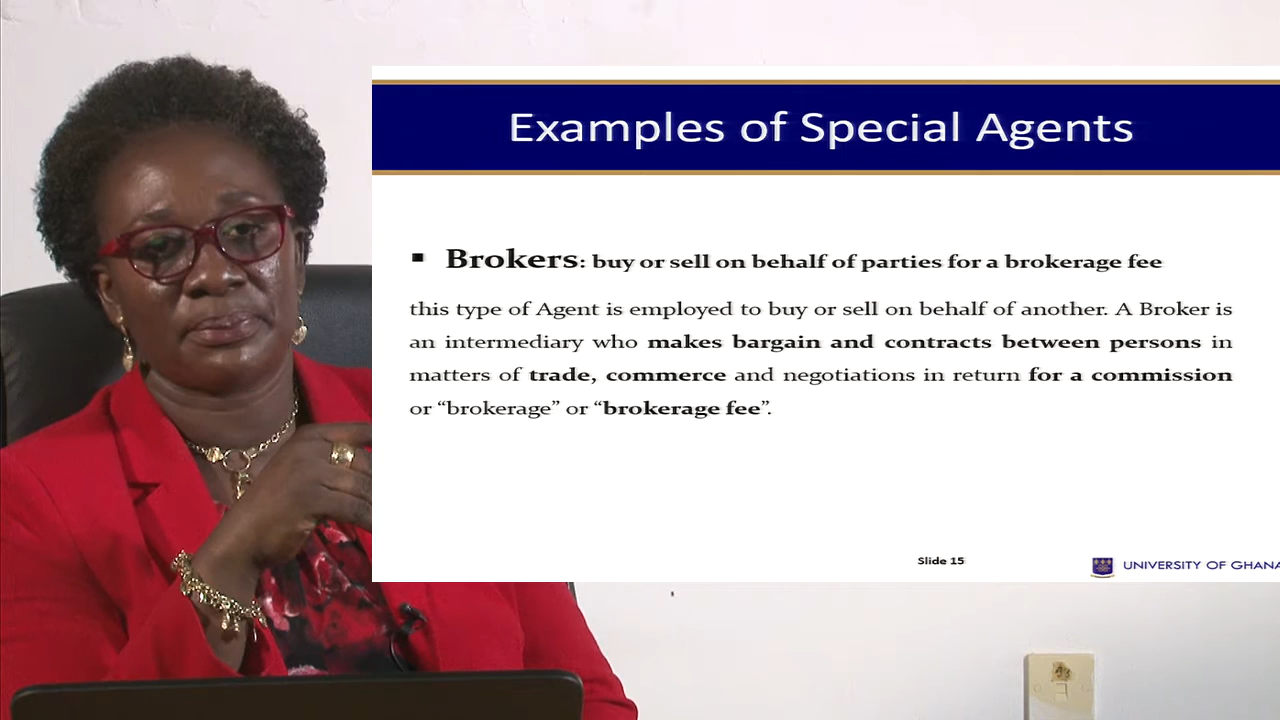 Examples of Special Agents
▪ Brokers: buy or sell on behalf of parties for a brokerage fee
this type of Agent is employed to buy or sell on behalf of another. A Broker is
an intermediary who makes bargain and contracts between persons in
matters of trade, commerce and negotiations in return for a commission
or “brokerage” or “brokerage fee”.
Slide 15
UNIVERSITY OF GHANA